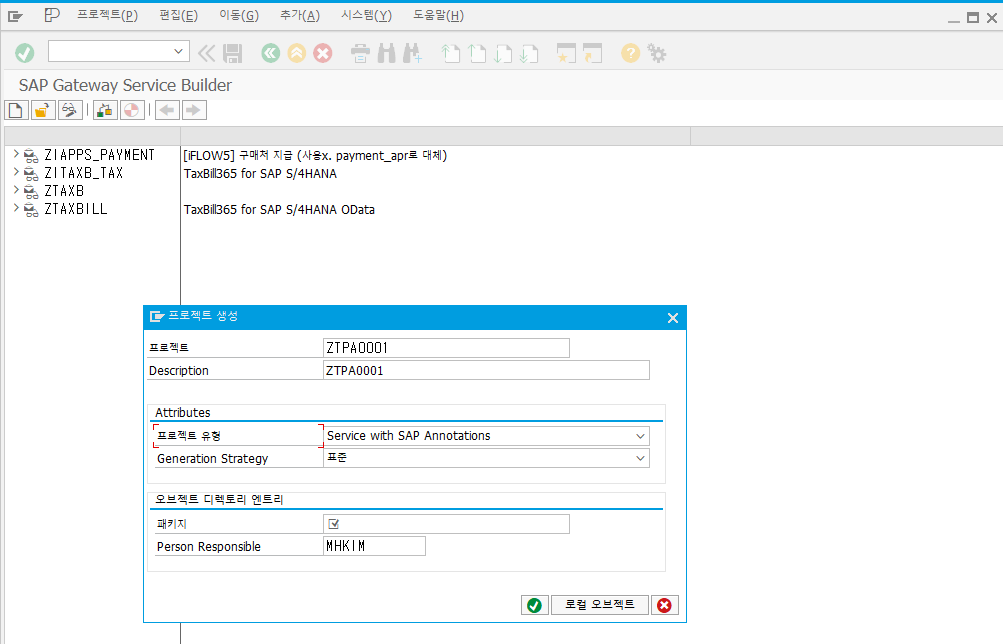 프로젝트(P) 편집(E) 이동(G) 추가(A) 시스템(Y) 도움말(H)
SAP Gateway Service Builder
ZIAPPS_PAYMENT [iFLOW5] 구매처 지급 (사용x. payment_apr로 대체)
ZITAXB_TAX TaxBill365 for SAP S/4HANA
ZTAXB
ZTAXBILL TaxBill365 for SAP S/4HANA OData
프로젝트 생성
프로젝트 ZTPA0001
Description ZTPA0001
Attributes
프로젝트 유형 Service with SAP Annotations
Generation Strategy 표준
오브젝트 디렉토리 엔트리
패키지
Person Responsible MHKIM
로컬 오브젝트